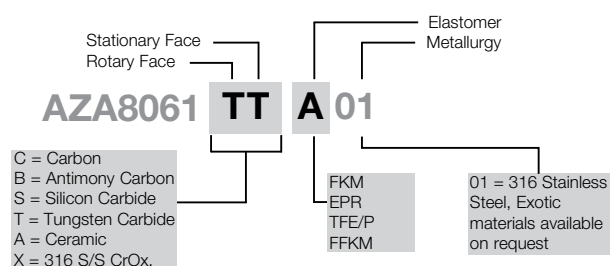 Elastomer
Stationary Face
Metallurgy
Rotary Face
AZA8061 TT A 01
C = Carbon
B = Antimony Carbon
S = Silicon Carbide
T = Tungsten Carbide
A = Ceramic
X = 316 S/S CrOx.
FKM
EPR
TFE/P
FFKM
01 = 316 Stainless
Steel, Exotic
materials available
on request